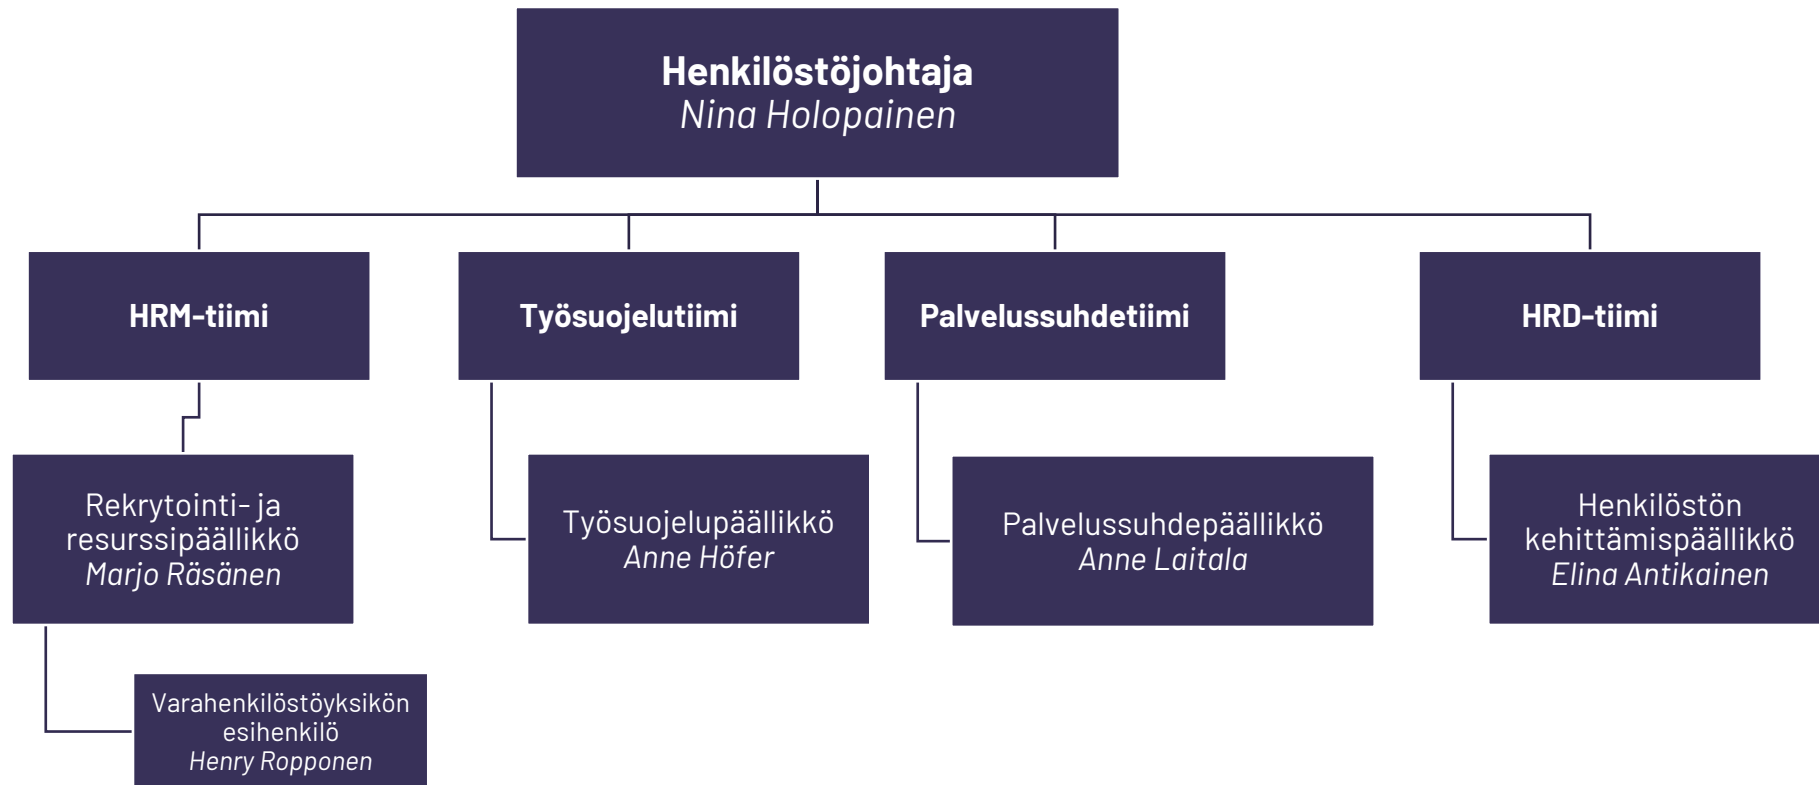 Henkilöstöjohtaja
Nina Holopainen
HRM-tiimi
Työsuojelutiimi
Palvelussuhdetiimi
HRD-tiimi
Rekrytointi- ja
resurssipäällikkö
Marjo Räsänen
Työsuojelupäällikkö
Anne Höfer
Palvelussuhdepäällikkö
Anne Laitala
Henkilöstön
kehittämispäällikkö
Elina Antikainen
Varahenkilöstöyksikön
esihenkilö
Henry Ropponen